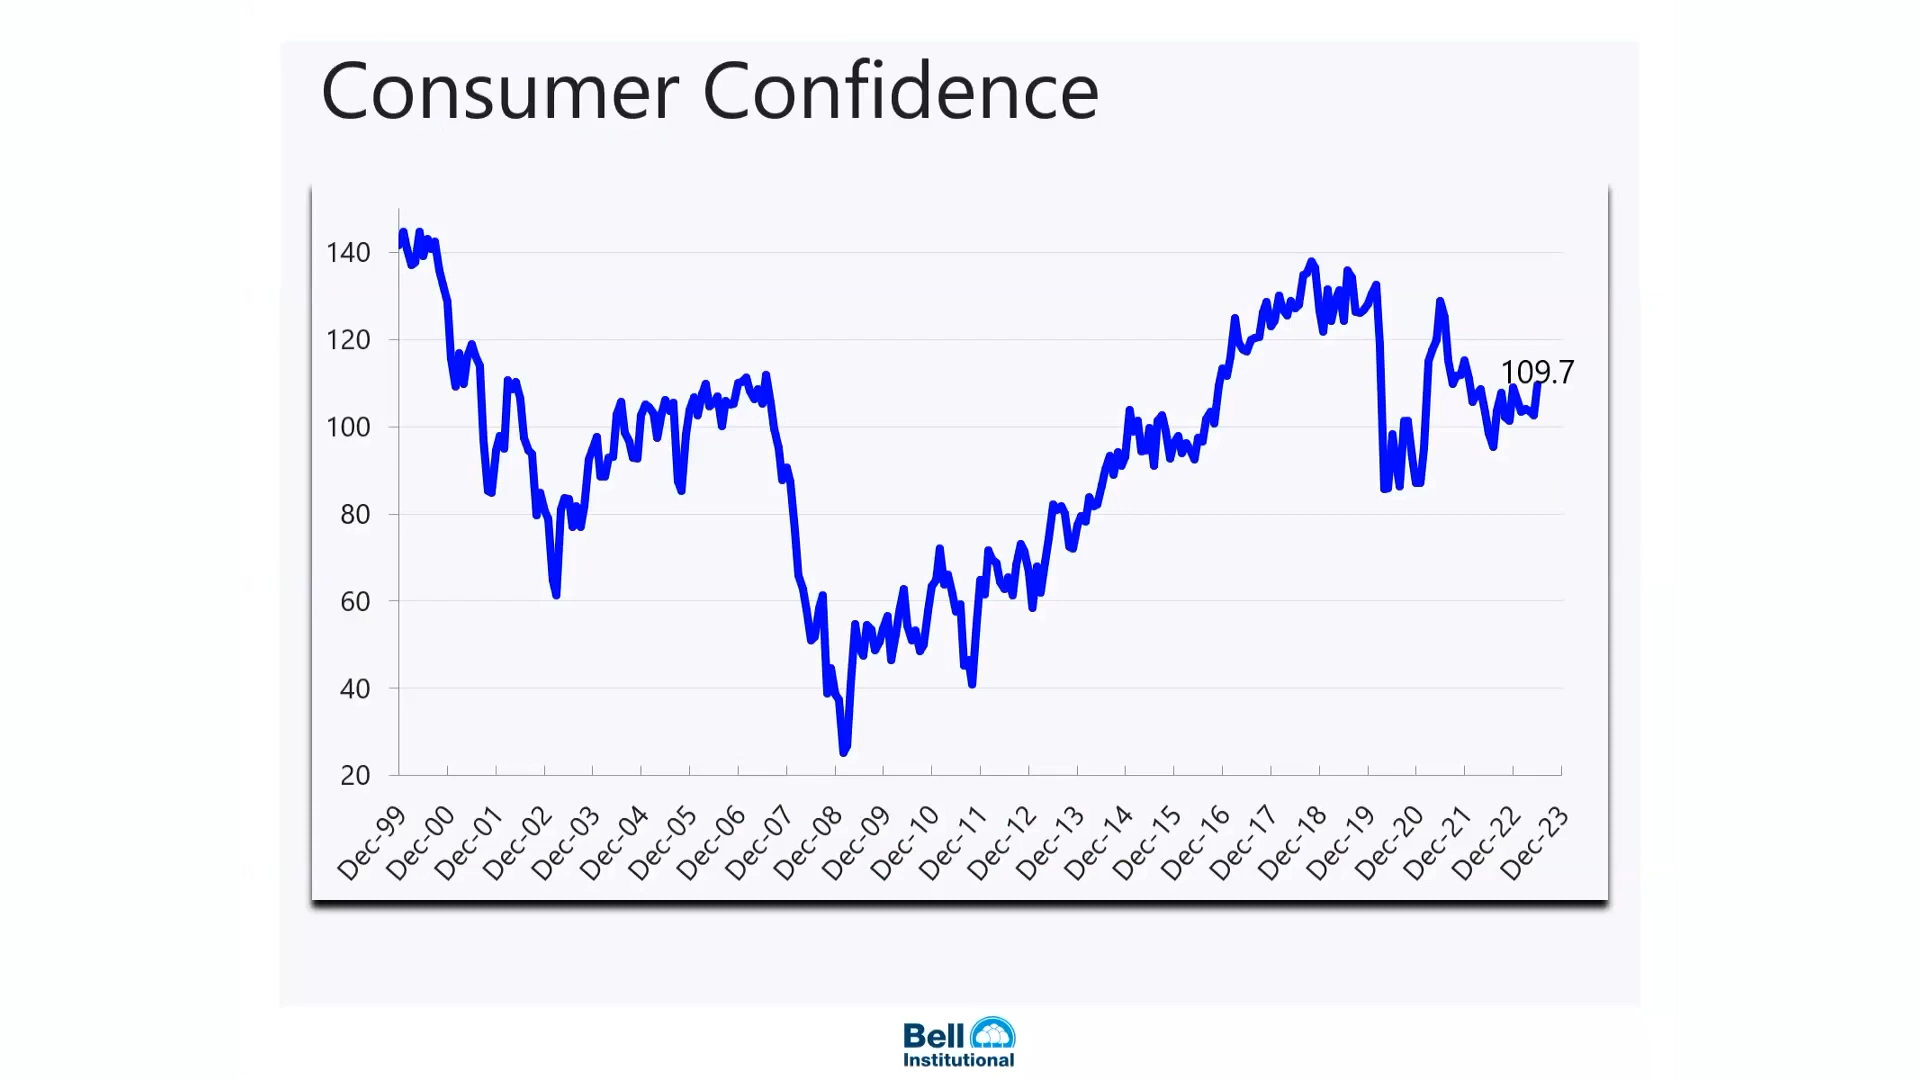 Consumer Confidence
140
120
109.7
100
80
60
40
20
Dec-99
Dec-00
Dec-01
Dec-02
Dec-03
Dec-04
Dec-05
Dec-06
Dec-07
Dec-08
Dec-09
Dec-10
Dec-11
Dec-12
Dec-13
Dec-14
Dec-15
Dec-16
Dec-17
Dec-18
Dec-19
Dec-20
Dec-21
Dec-22
Dec-23
Bell
Institutional